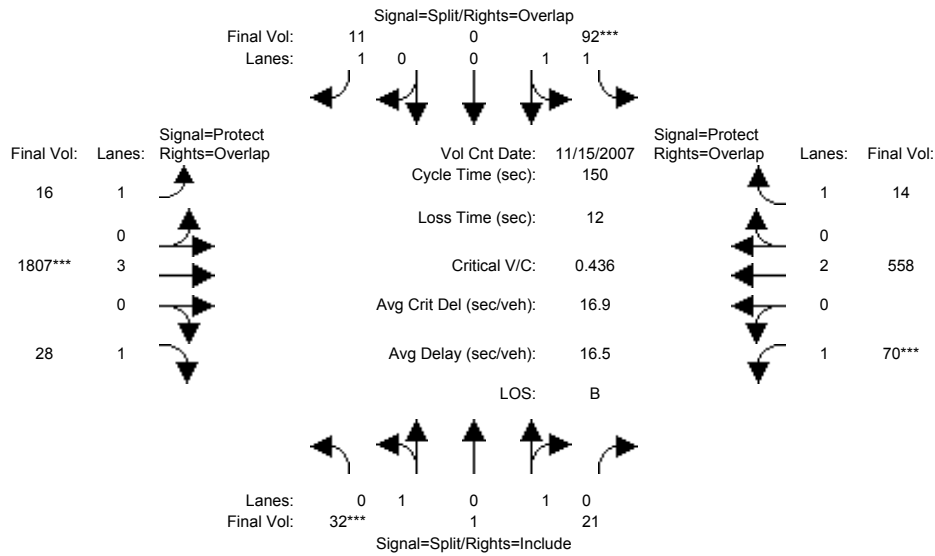 Signal=Split/Rights=Overlap
Final Vol: 11 0 92***
Lanes: 1 0 0 1 1
Signal=Protect Signal=Protect
Final Vol: Lanes: Rights=Overlap Vol Cnt Date: 11/15/2007 Rights=Overlap Lanes: Final Vol:
Cycle Time (sec): 150
16 1 1 14
Loss Time (sec): 12
0 0
1807*** 3 Critical V/C: 0.436 2 558
0 Avg Crit Del (sec/veh): 16.9 0
28 1 Avg Delay (sec/veh): 16.5 1 70***
LOS: B
Lanes: 0 1 0 1 0
Final Vol: 32*** 1 21
Signal=Split/Rights=Include